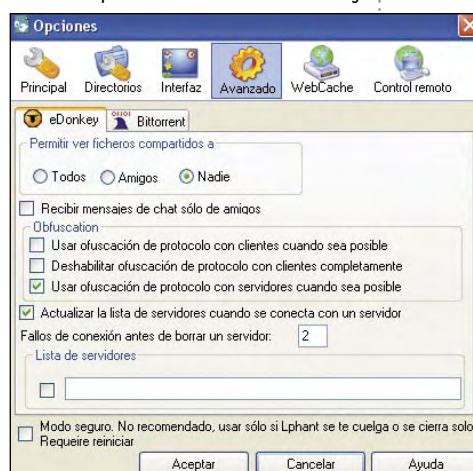 Opciones
Principal Directorios Interfaz Avanzado WebCache Control remoto
eDonkey Bittorrent
Permitir ver ficheros compartidos a
Todos Amigos Nadie
Recibir mensajes de chat sólo de amigos
Obfuscation
Usar ofuscación de protocolo con clientes cuando sea posible
Deshabilitar ofuscación de protocolo con clientes completamente
Usar ofuscación de protocolo con servidores cuando sea posible
Actualizar la lista de servidores cuando se conecta con un servidor
Fallos de conexión antes de borrar un servidor: 2
Lista de servidores
Modo seguro. No recomendado, usar sólo si Lphant se te cuelga o se cierra solo
Requeire reiniciar
Aceptar Cancelar Ayuda